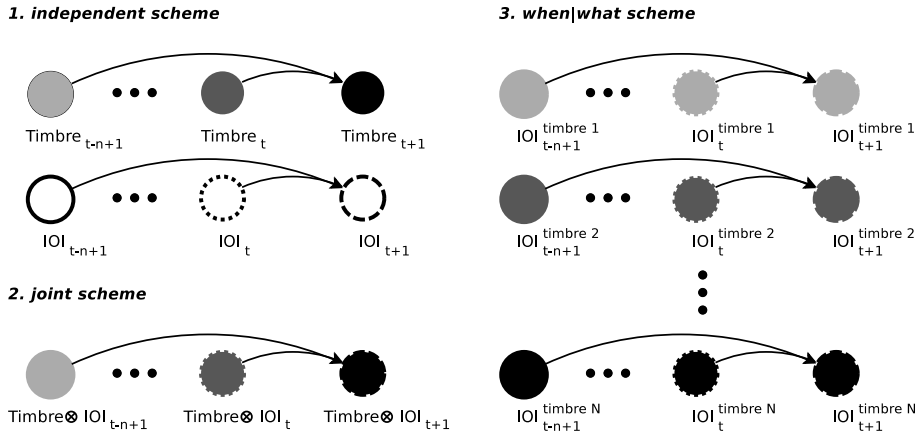 1. independent scheme
Timbre t-n+1 Timbre t Timbre t+1
IOI t-n+1 IOI t IOI t+1
2. joint scheme
Timbre⊗ IOI t-n+1 Timbre⊗ IOI t Timbre⊗ IOI t+1
3. when|what scheme
IOI timbre 1 t-n+1 IOI timbre 1 t IOI timbre 1 t+1
IOI timbre 2 t-n+1 IOI timbre 2 t IOI timbre 2 t+1
IOI timbre N t-n+1 IOI timbre N t IOI timbre N t+1